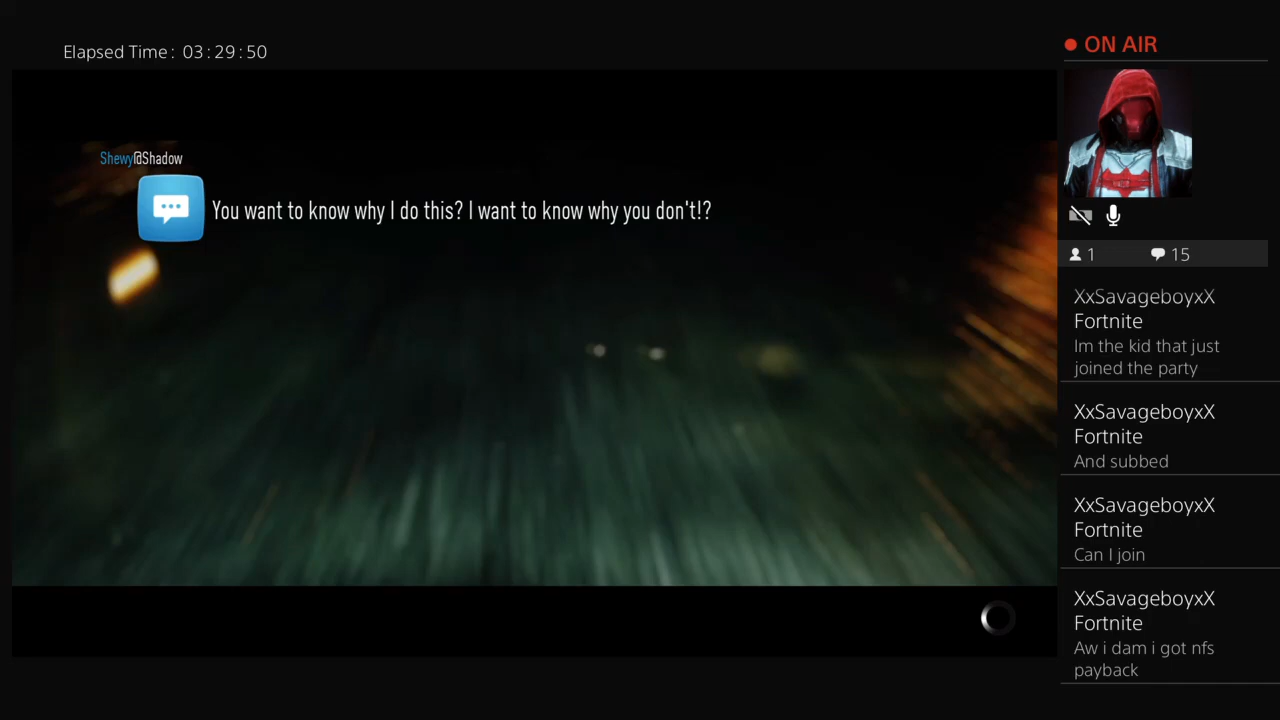 Elapsed Time: 03:29:50
ON AIR
Shewy@Shadow
You want to know why I do this? I want to know why you don't!?
1 15
XxSavageboyxX
Fortnite
Im the kid that just
joined the party
XxSavageboyxX
Fortnite
And subbed
XxSavageboyxX
Fortnite
Can I join
XxSavageboyxX
Fortnite
Aw i dam i got nfs
payback